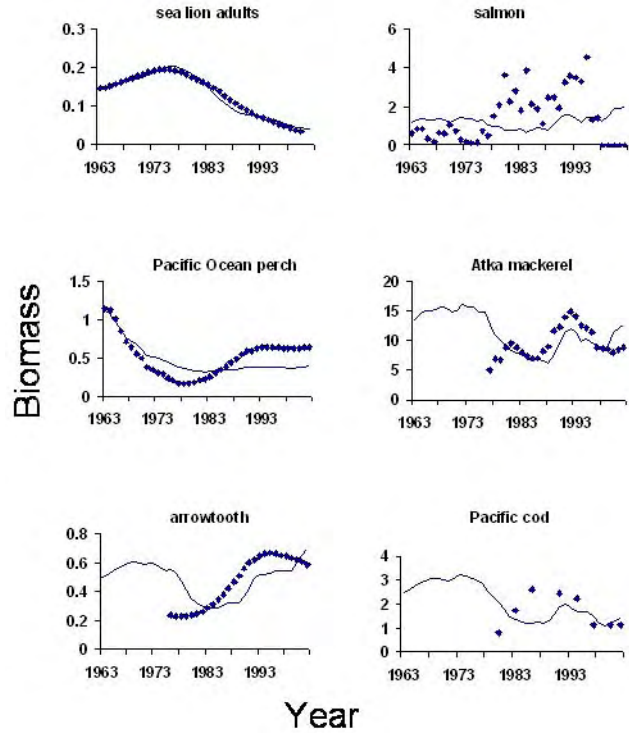 sea lion adults
0.3
0.2
0.1
0
1963 1973 1983 1993
salmon
6
4
2
0
1963 1973 1983 1993
Biomass
Pacific Ocean perch
1.5
1
0.5
0
1963 1973 1983 1993
Atka mackerel
20
15
10
5
0
1963 1973 1983 1993
arrowtooth
0.8
0.6
0.4
0.2
0
1963 1973 1983 1993
Pacific cod
4
3
2
1
0
1963 1973 1983 1993
Year